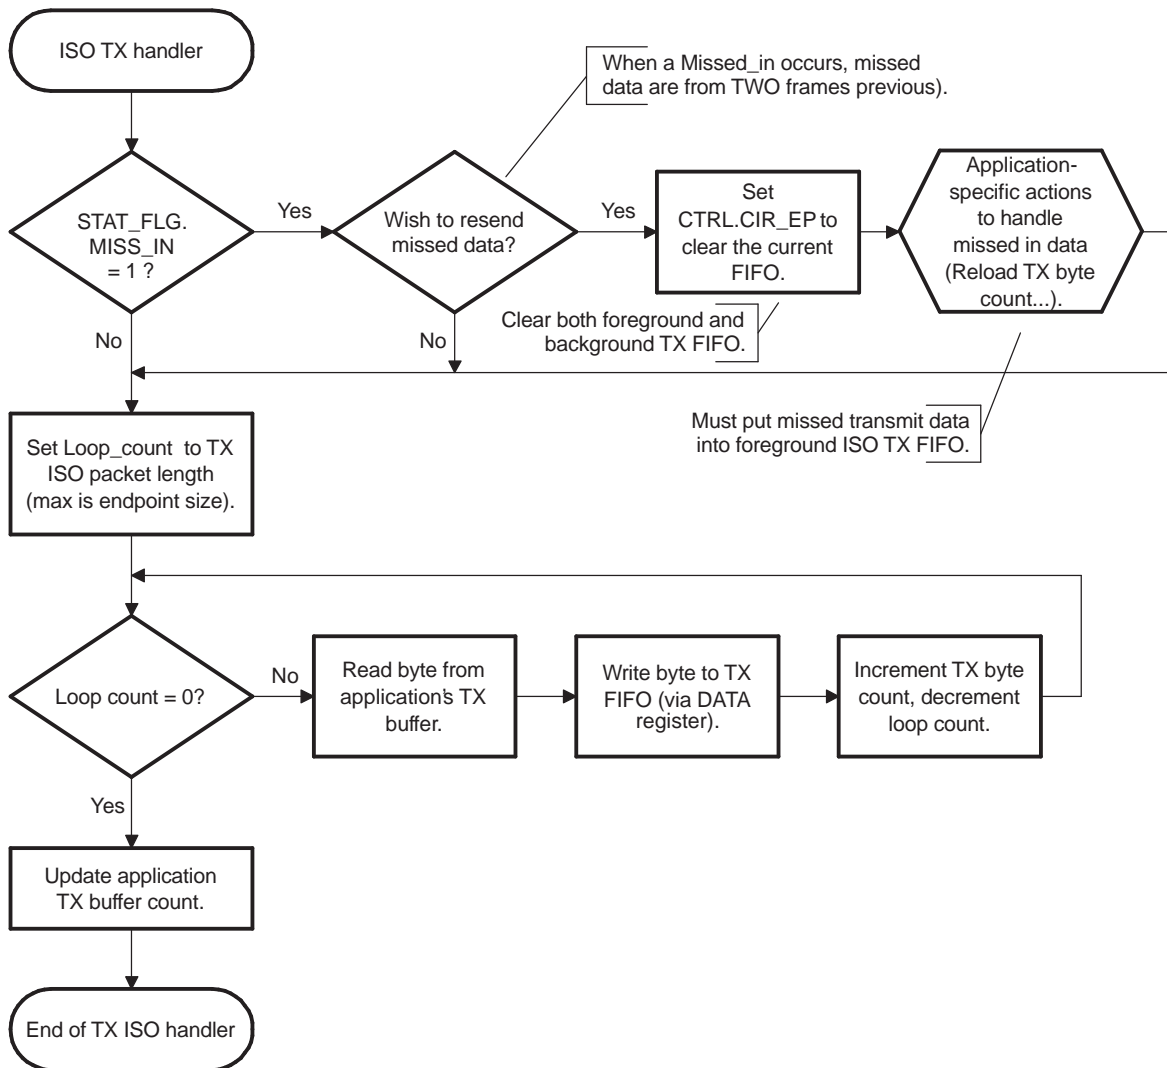 ISO TX handler
When a Missed_in occurs, missed
data are from TWO frames previous).
STAT_FLG.
MISS_IN
= 1 ?
Yes
Wish to resend
missed data?
Yes
Set
CTRL.CIR_EP to
clear the current
FIFO.
Application-
specific actions
to handle
missed in data
(Reload TX byte
count...).
Clear both foreground and
background TX FIFO.
No
No
Must put missed transmit data
into foreground ISO TX FIFO.
Set Loop_count to TX
ISO packet length
(max is endpoint size).
Loop count = 0?
No
Read byte from
application's TX
buffer.
Write byte to TX
FIFO (via DATA
register).
Increment TX byte
count, decrement
loop count.
Yes
Update application
TX buffer count.
End of TX ISO handler